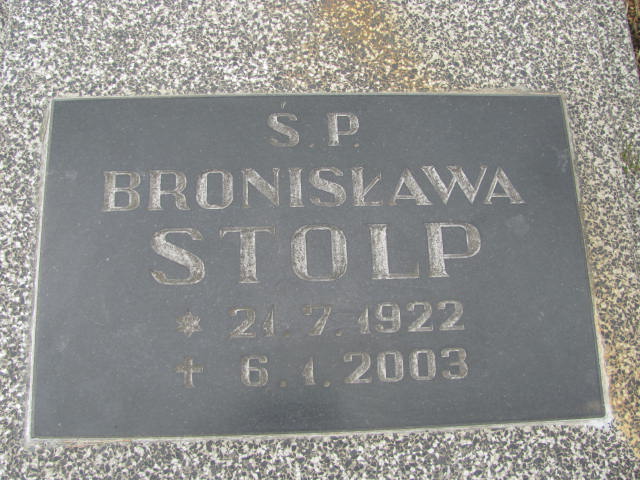 Ś.P.
BRONISŁAWA
STOLP
* 21.7.1922
✝ 6.1.2003